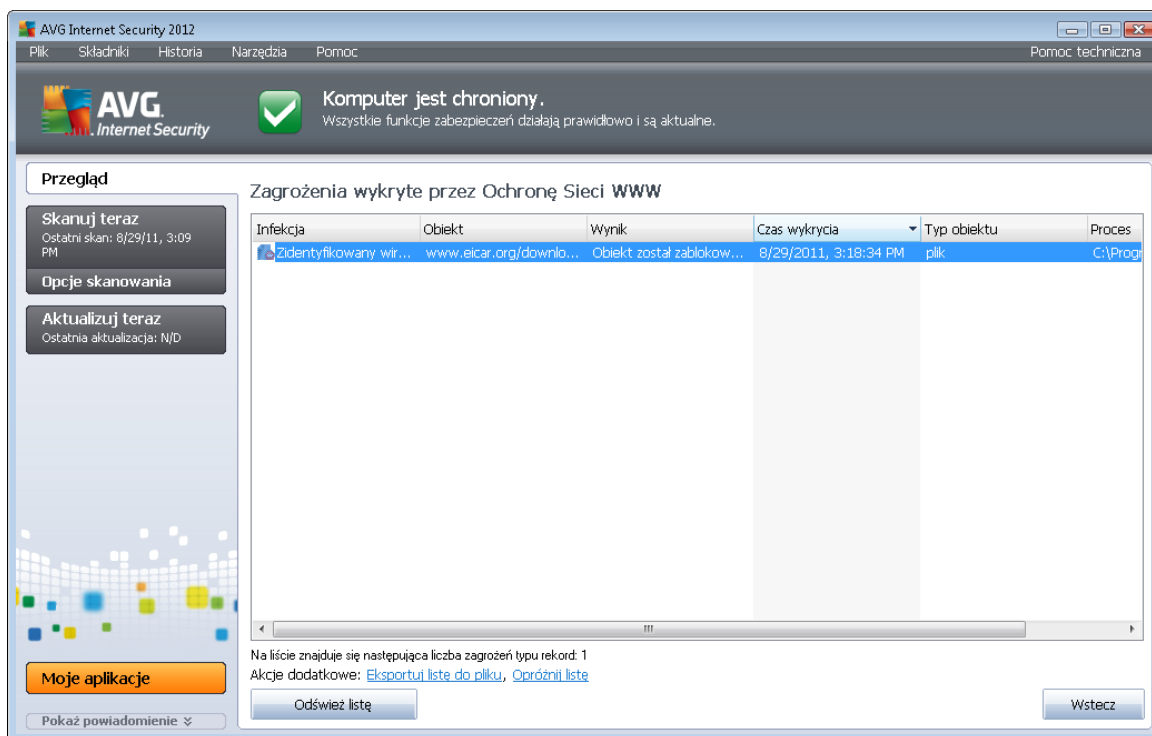 AVG Internet Security 2012
Plik Składniki Historia Narzędzia Pomoc Pomoc techniczna
AVG.
Internet Security
Komputer jest chroniony.
Wszystkie funkcje zabezpieczeń działają prawidłowo i są aktualne.
Przegląd
Skanuj teraz
Ostatni skan: 8/29/11, 3:09
PM
Opcje skanowania
Aktualizuj teraz
Ostatnia aktualizacja: N/D
Moje aplikacje
Pokaż powiadomienie
Zagrożenia wykryte przez Ochronę Sieci WWW
Infekcja Obiekt Wynik Czas wykrycia Typ obiektu Proces
Zidentyfikowany wir... www.eicar.org/downlo... Obiekt został zablokow... 8/29/2011, 3:18:34 PM plik C:\Progr
Na liście znajduje się następująca liczba zagrożeń typu rekord: 1
Akcje dodatkowe: Eksportuj listę do pliku, Opróżnij listę
Odśwież listę Wstecz